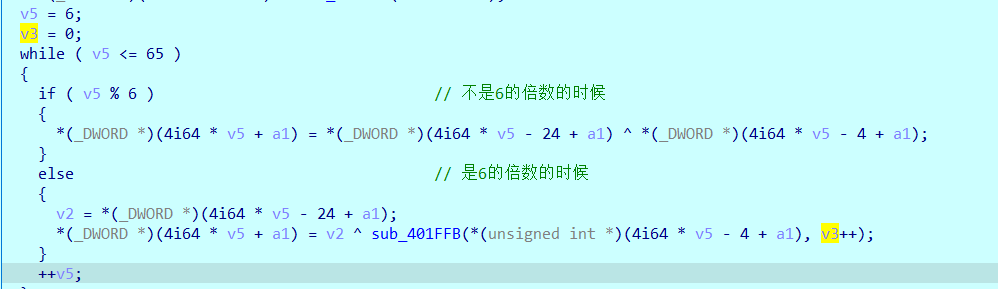 v5 = 6;
v3 = 0;
while ( v5 <= 65 )
{
if ( v5 % 6 ) // 不是6的倍数的时候
{
*(_DWORD *)(4i64 * v5 + a1) = *(_DWORD *)(4i64 * v5 - 24 + a1) ^ *(_DWORD *)(4i64 * v5 - 4 + a1);
}
else // 是6的倍数的时候
{
v2 = *(_DWORD *)(4i64 * v5 - 24 + a1);
*(_DWORD *)(4i64 * v5 + a1) = v2 ^ sub_401FFB(*(unsigned int *)(4i64 * v5 - 4 + a1), v3++);
}
++v5;